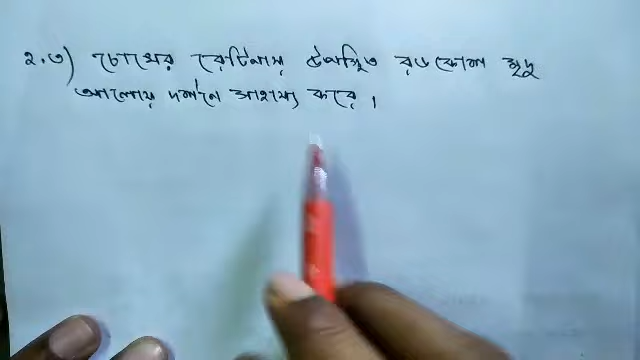 ২.৩) চোখের রেটিনায় উপস্থিত রডকোশ মৃদু
আলোয় দর্শনে সাহায্য করে।